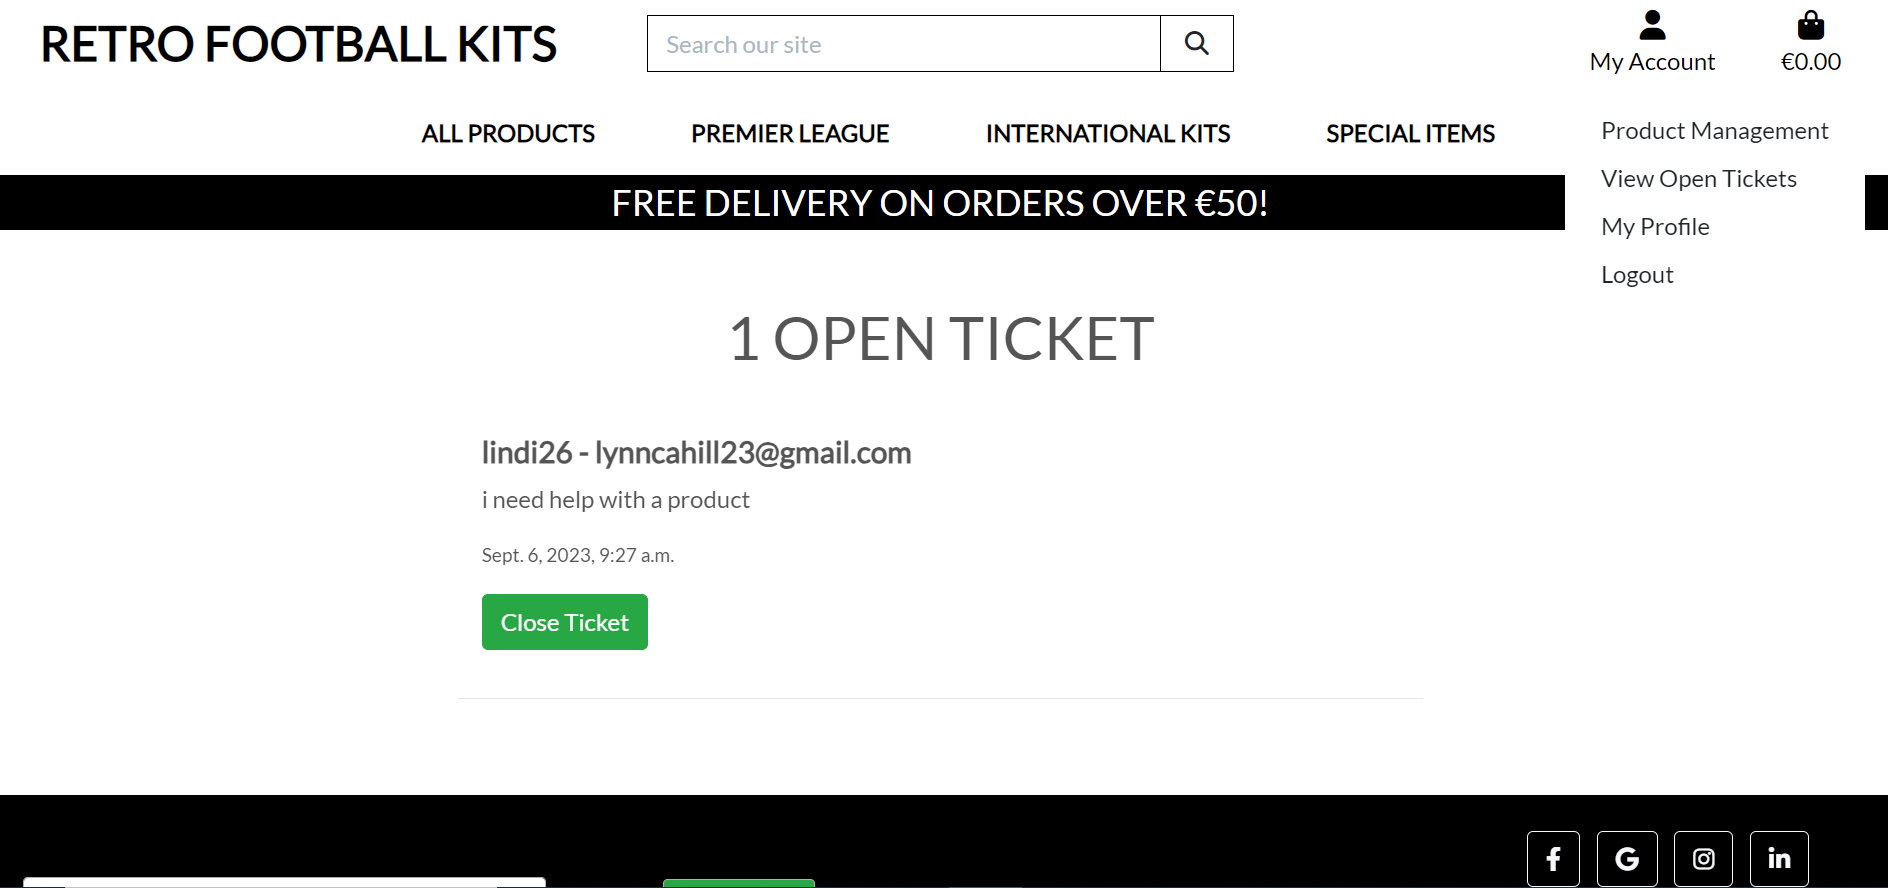 RETRO FOOTBALL KITS
Search our site
My Account
€0.00
ALL PRODUCTS
PREMIER LEAGUE
INTERNATIONAL KITS
SPECIAL ITEMS
Product Management
View Open Tickets
My Profile
Logout
FREE DELIVERY ON ORDERS OVER €50!
1 OPEN TICKET
lindi26 - lynncahill23@gmail.com
i need help with a product
Sept. 6, 2023, 9:27 a.m.
Close Ticket